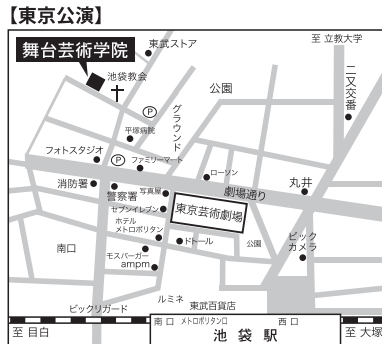 【東京公演】
舞台芸術学院
東武ストア
至 立教大学
池袋教会
公園
二又交番
P
グラウンド
平塚病院
フォトスタジオ
P
ファミリーマート
ローソン
消防署
警察署
写真屋
劇場通り
丸井
セブンイレブン
東京芸術劇場
ホテル
メトロポリタン
ドトール
公園
ビック
カメラ
南口
モスバーガー
ampm
ビックリガード
ルミネ
東武百貨店
南口 メトロポリタン口 西口
至 目白
池袋駅
至 大塚